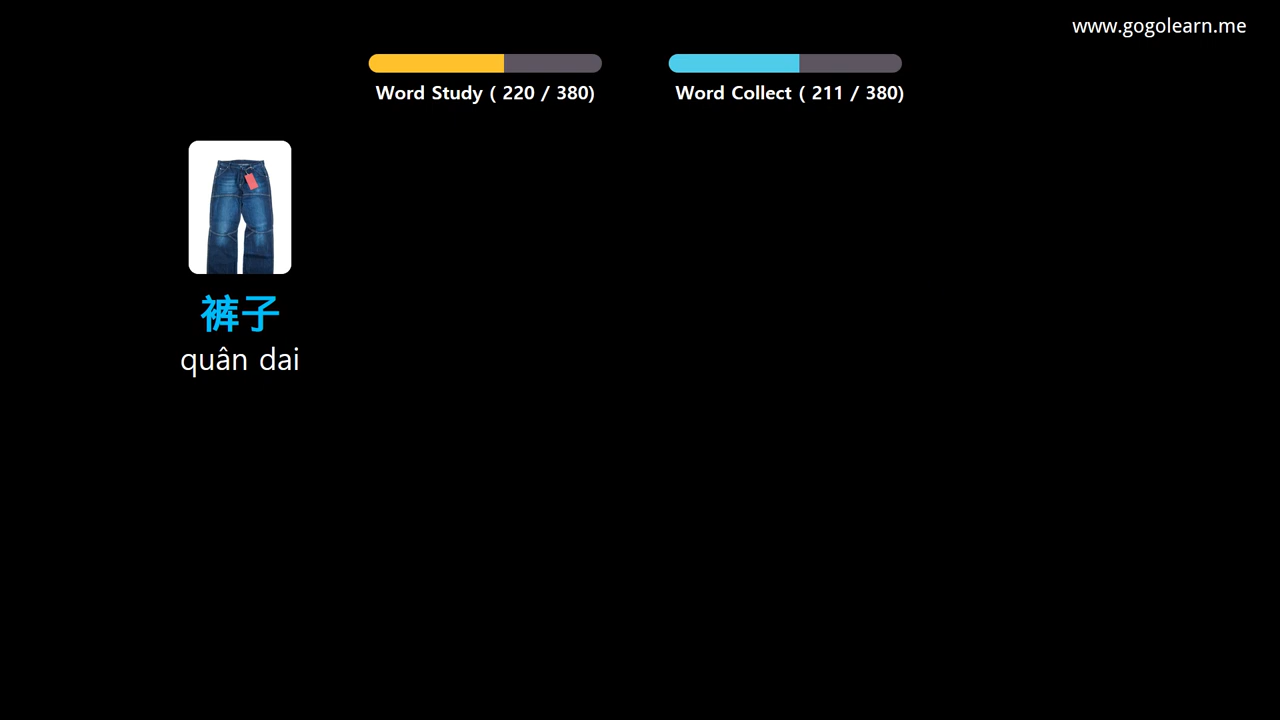 www.gogolearn.me
Word Study ( 220 / 380)
Word Collect ( 211 / 380)
裤子
quân dai